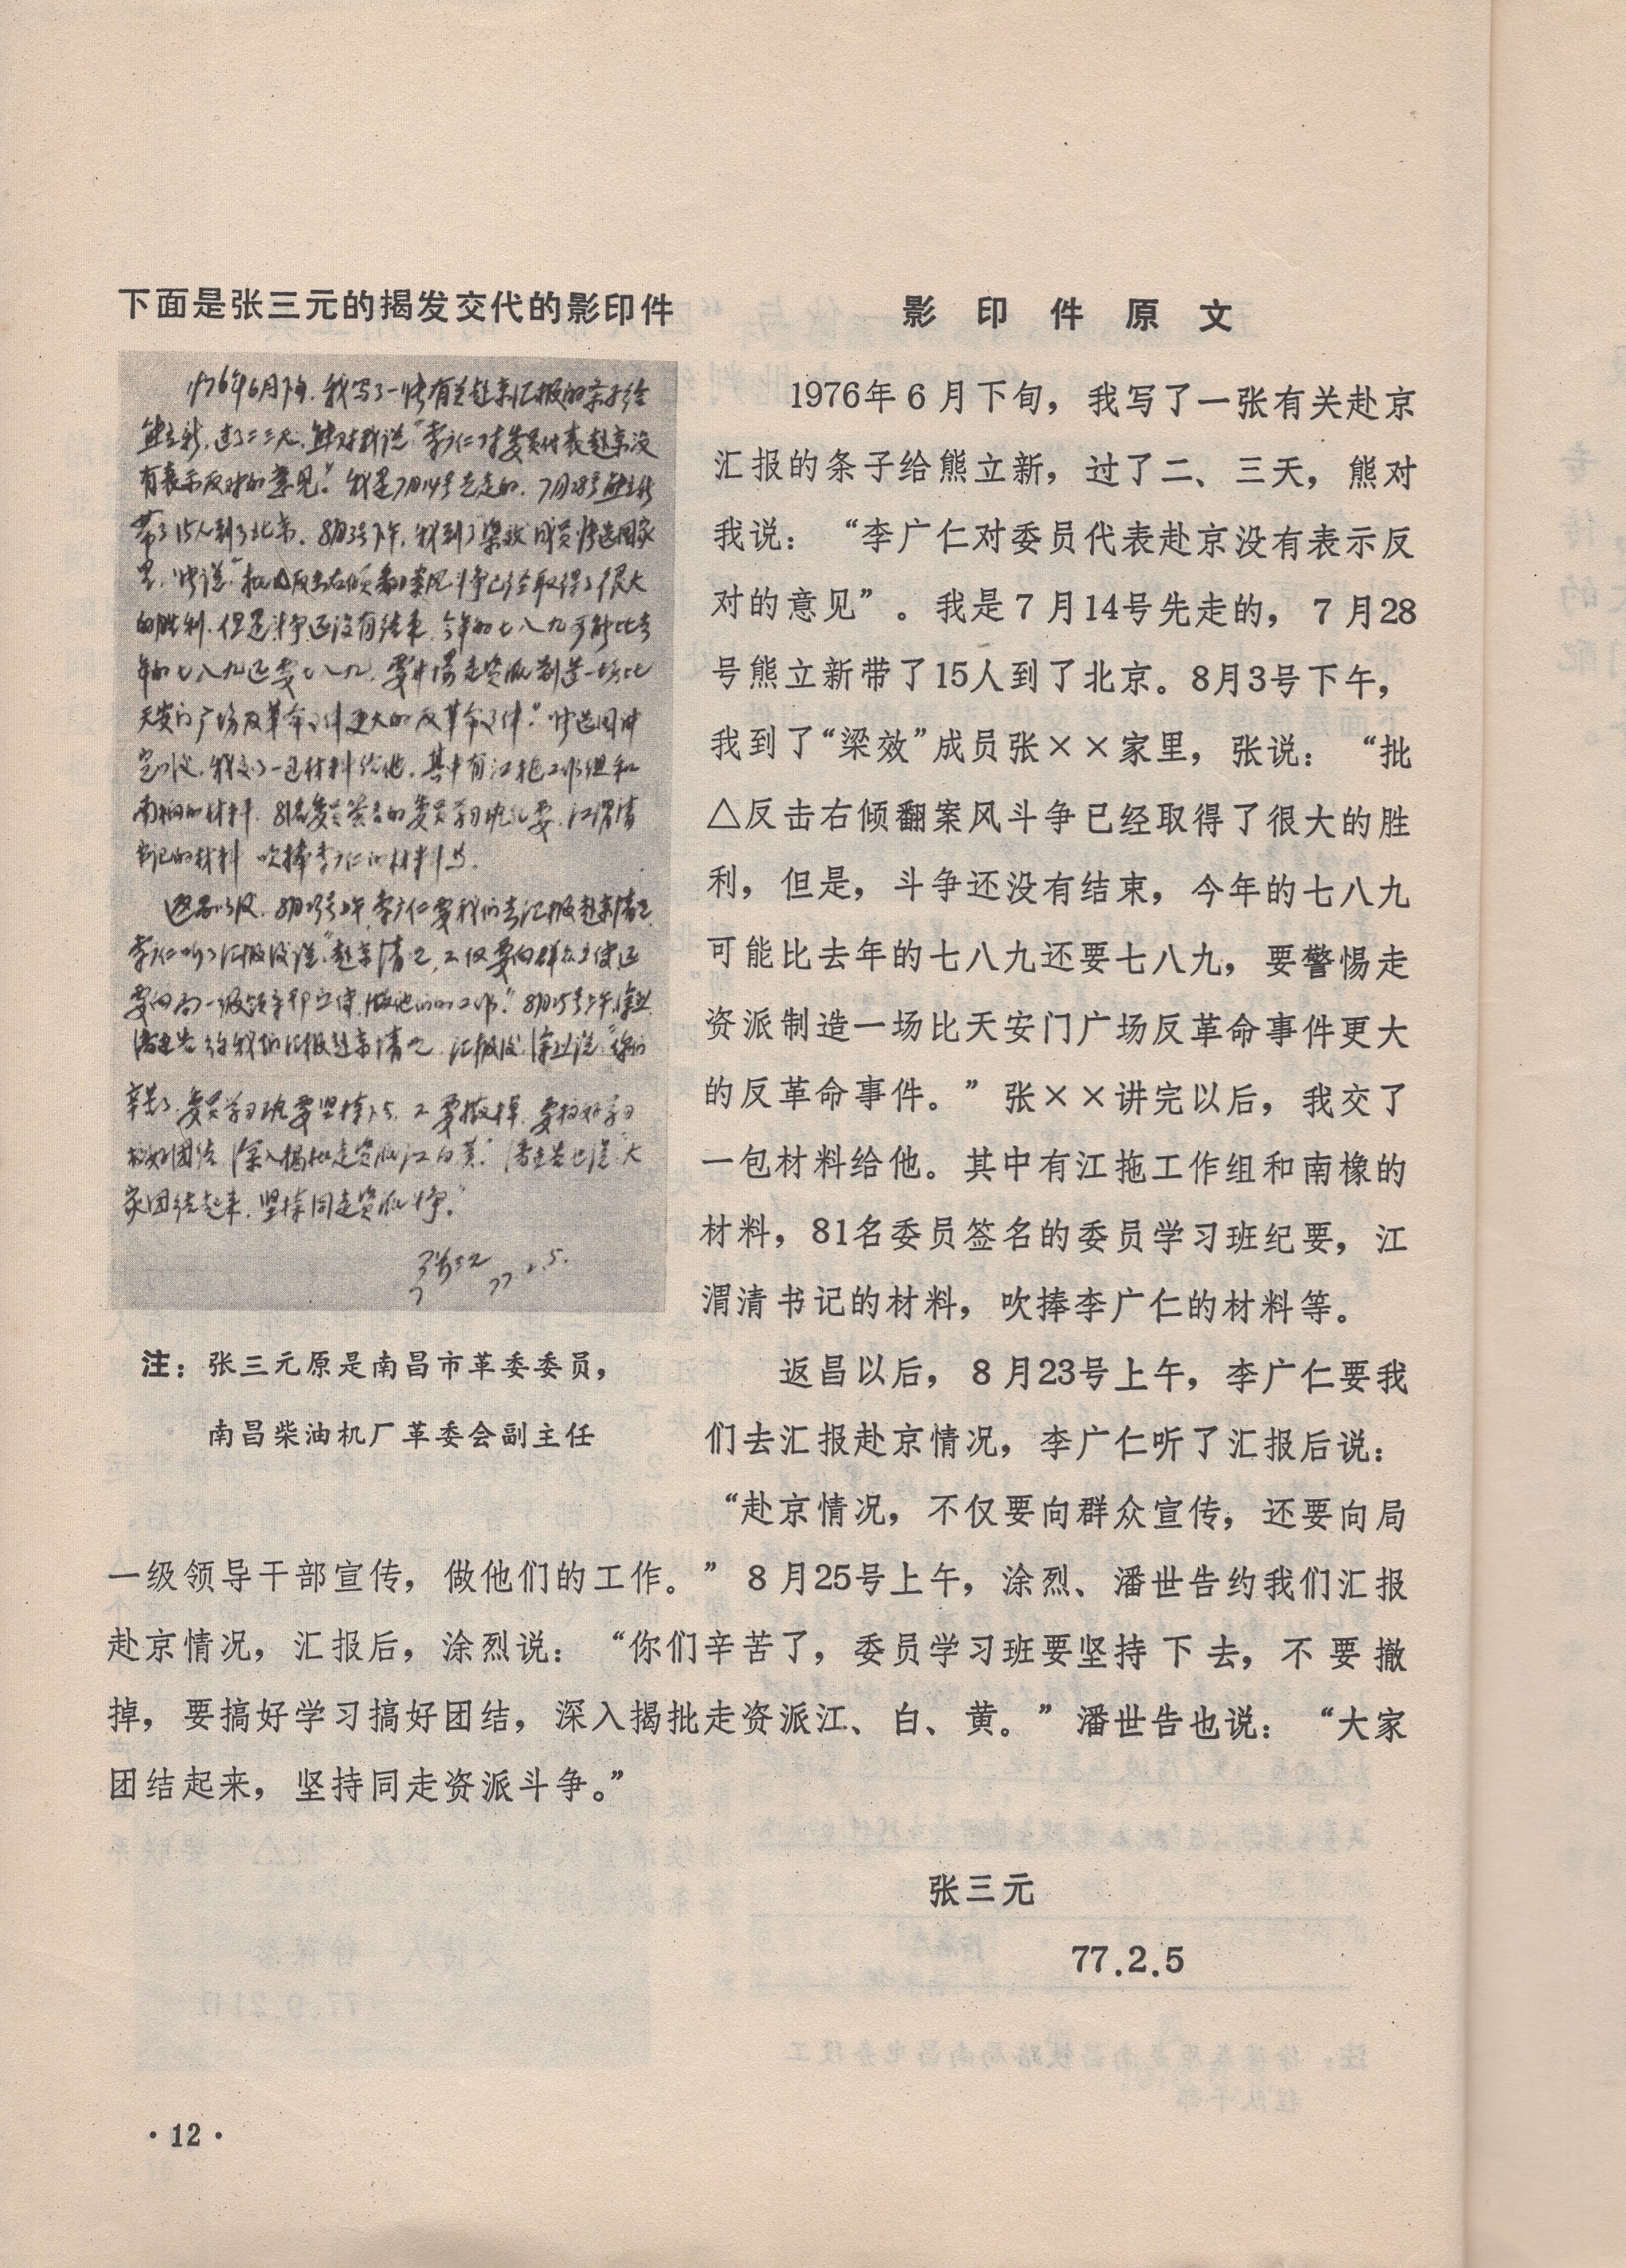 下面是张三元的揭发交代的影印件
1976年6月下旬，我写了一张有关赴京汇报的条子给
熊立新，过了二三天，熊对我说“李广仁对委员代表赴京没
有表示反对的意见”。我是7月14号先走的，7月28号熊立新
带了15人到了北京。8月3号下午，我到了梁效成员张
家
里，张说：“批△反击右倾翻案风斗争已经取得了很大
的胜利，但是斗争还没有结束，今年的七八九可能比去
年的七八九还要七八九，要警惕走资派制造一场比
天安门广场反革命事件更大的反革命事件。”张
讲
完以后，我交了一包材料给他。其中有江拖工作组和
南橡的材料，81名委员签名的委员学习班纪要，江渭清
书记的材料，吹捧李广仁的材料等。
返昌以后，8月23号上午，李广仁要我们去汇报赴京情况，
李广仁听了汇报后说：“赴京情况，不仅要向群众宣传，还
要向局一级领导干部宣传，做他们的工作。”8月25号上午，涂烈、
潘世告约我们汇报赴京情况，汇报后，涂烈说：“你们
辛苦了，委员学习班要坚持下去，不要撤掉，要搞好学习
搞好团结，深入揭批走资派江白黄。”潘世告也说：“大
家团结起来，坚持同走资派斗争。”
张三元
77.2.5.
注：张三元原是南昌市革委委员，
南昌柴油机厂革委会副主任
影印件原文
1976年6月下旬，我写了一张有关赴京
汇报的条子给熊立新，过了二、三天，熊对
我说：“李广仁对委员代表赴京没有表示反
对的意见”。我是7月14号先走的，7月28
号熊立新带了15人到了北京。8月3号下午，
我到了“梁效”成员张××家里，张说：“批
△反击右倾翻案风斗争已经取得了很大的胜
利，但是，斗争还没有结束，今年的七八九
可能比去年的七八九还要七八九，要警惕走
资派制造一场比天安门广场反革命事件更大
的反革命事件。”张××讲完以后，我交了
一包材料给他。其中有江拖工作组和南橡的
材料，81名委员签名的委员学习班纪要，江
渭清书记的材料，吹捧李广仁的材料等。
返昌以后，8月23号上午，李广仁要我
们去汇报赴京情况，李广仁听了汇报后说：
“赴京情况，不仅要向群众宣传，还要向局
一级领导干部宣传，做他们的工作。”8月25号上午，涂烈、潘世告约我们汇报
赴京情况，汇报后，涂烈说：“你们辛苦了，委员学习班要坚持下去，不要撤
掉，要搞好学习搞好团结，深入揭批走资派江、白、黄。”潘世告也说：“大家
团结起来，坚持同走资派斗争。”
张三元
77.2.5
·12·